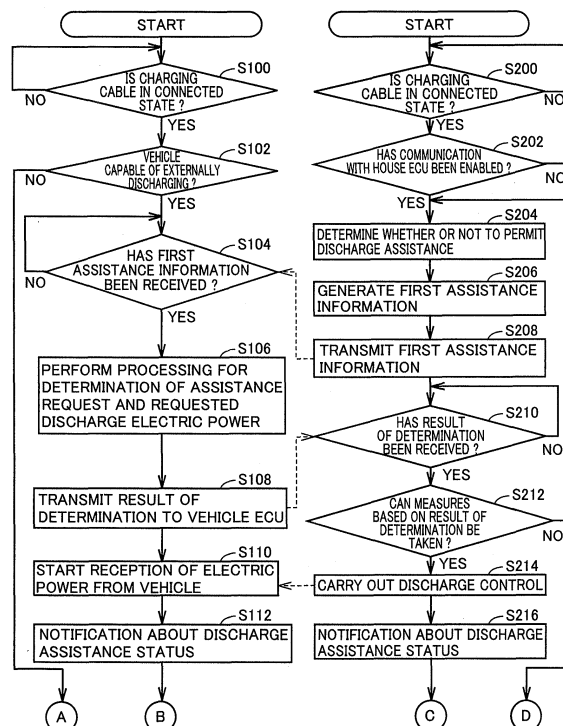 START
S100
IS CHARGING
CABLE IN CONNECTED
STATE ?
NO
YES
S102
VEHICLE
CAPABLE OF EXTERNALLY
DISCHARGING ?
NO
YES
S104
HAS FIRST
ASSISTANCE INFORMATION
BEEN RECEIVED ?
NO
YES
S106
PERFORM PROCESSING FOR
DETERMINATION OF ASSISTANCE
REQUEST AND REQUESTED
DISCHARGE ELECTRIC POWER
S108
TRANSMIT RESULT OF
DETERMINATION TO VEHICLE ECU
S110
START RECEPTION OF ELECTRIC
POWER FROM VEHICLE
S112
NOTIFICATION ABOUT DISCHARGE
ASSISTANCE STATUS
A
B
START
S200
IS CHARGING
CABLE IN CONNECTED
STATE ?
NO
YES
S202
HAS COMMUNICATION
WITH HOUSE ECU BEEN ENABLED ?
NO
YES
S204
DETERMINE WHETHER OR NOT TO PERMIT
DISCHARGE ASSISTANCE
S206
GENERATE FIRST ASSISTANCE
INFORMATION
S208
TRANSMIT FIRST ASSISTANCE
INFORMATION
S210
HAS RESULT
OF DETERMINATION
BEEN RECEIVED ?
NO
YES
S212
CAN MEASURES
BASED ON RESULT OF
DETERMINATION BE
TAKEN ?
NO
YES
S214
CARRY OUT DISCHARGE CONTROL
S216
NOTIFICATION ABOUT DISCHARGE
ASSISTANCE STATUS
C
D